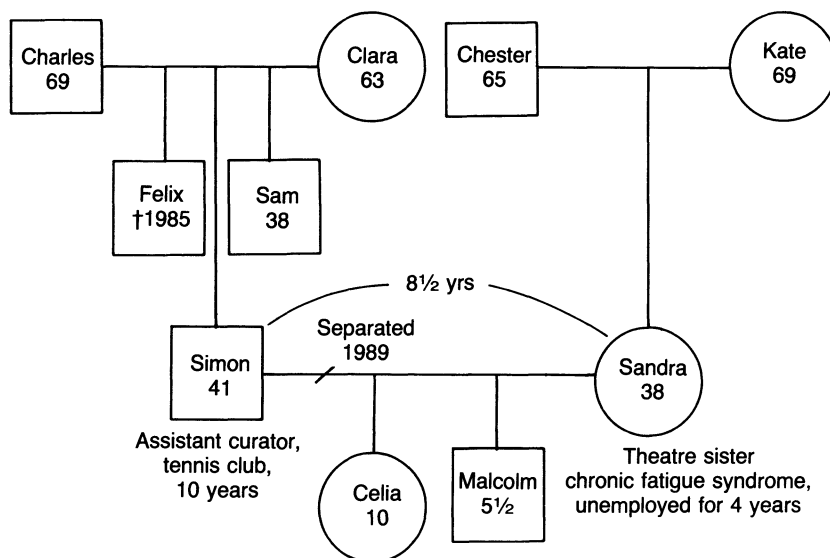 Charles
69
Clara
63
Chester
65
Kate
69
Felix
†1985
Sam
38
8½ yrs
Separated
1989
Simon
41
Sandra
38
Assistant curator,
tennis club,
10 years
Theatre sister
chronic fatigue syndrome,
unemployed for 4 years
Celia
10
Malcolm
5½